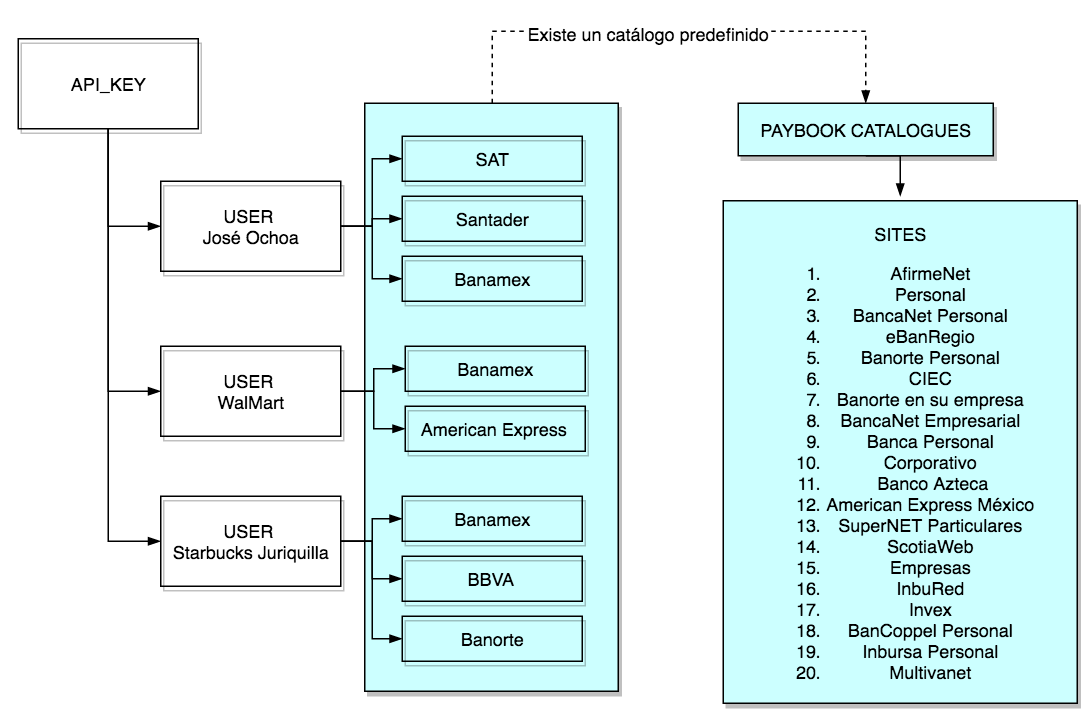 Existe un catálogo predefinido
API_KEY
USER
José Ochoa
SAT
Santader
Banamex
USER
WalMart
Banamex
American Express
USER
Starbucks Juriquilla
Banamex
BBVA
Banorte
PAYBOOK CATALOGUES
SITES
1. AfirmeNet
2. Personal
3. BancaNet Personal
4. eBanRegio
5. Banorte Personal
6. CIEC
7. Banorte en su empresa
8. BancaNet Empresarial
9. Banca Personal
10. Corporativo
11. Banco Azteca
12. American Express México
13. SuperNET Particulares
14. ScotiaWeb
15. Empresas
16. InbuRed
17. Invex
18. BanCoppel Personal
19. Inbursa Personal
20. Multivanet